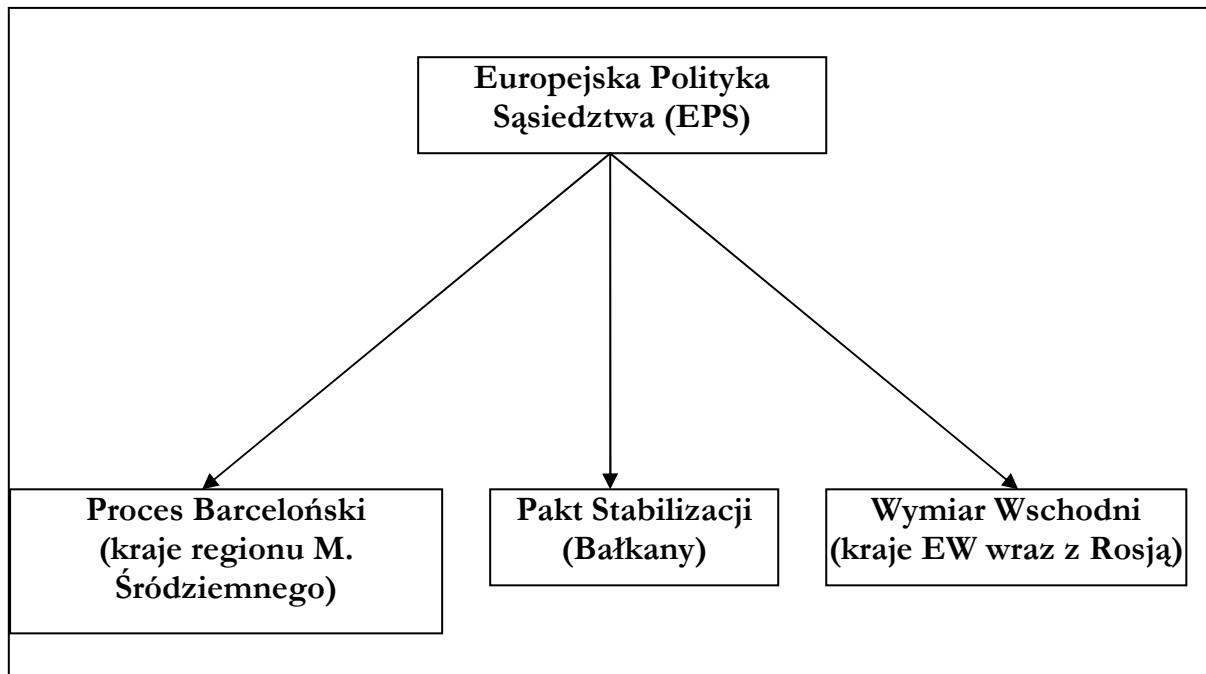 Europejska Polityka
Sąsiedztwa (EPS)
Proces Barceloński
(kraje regionu M.
Śródziemnego)
Pakt Stabilizacji
(Bałkany)
Wymiar Wschodni
(kraje EW wraz z Rosją)